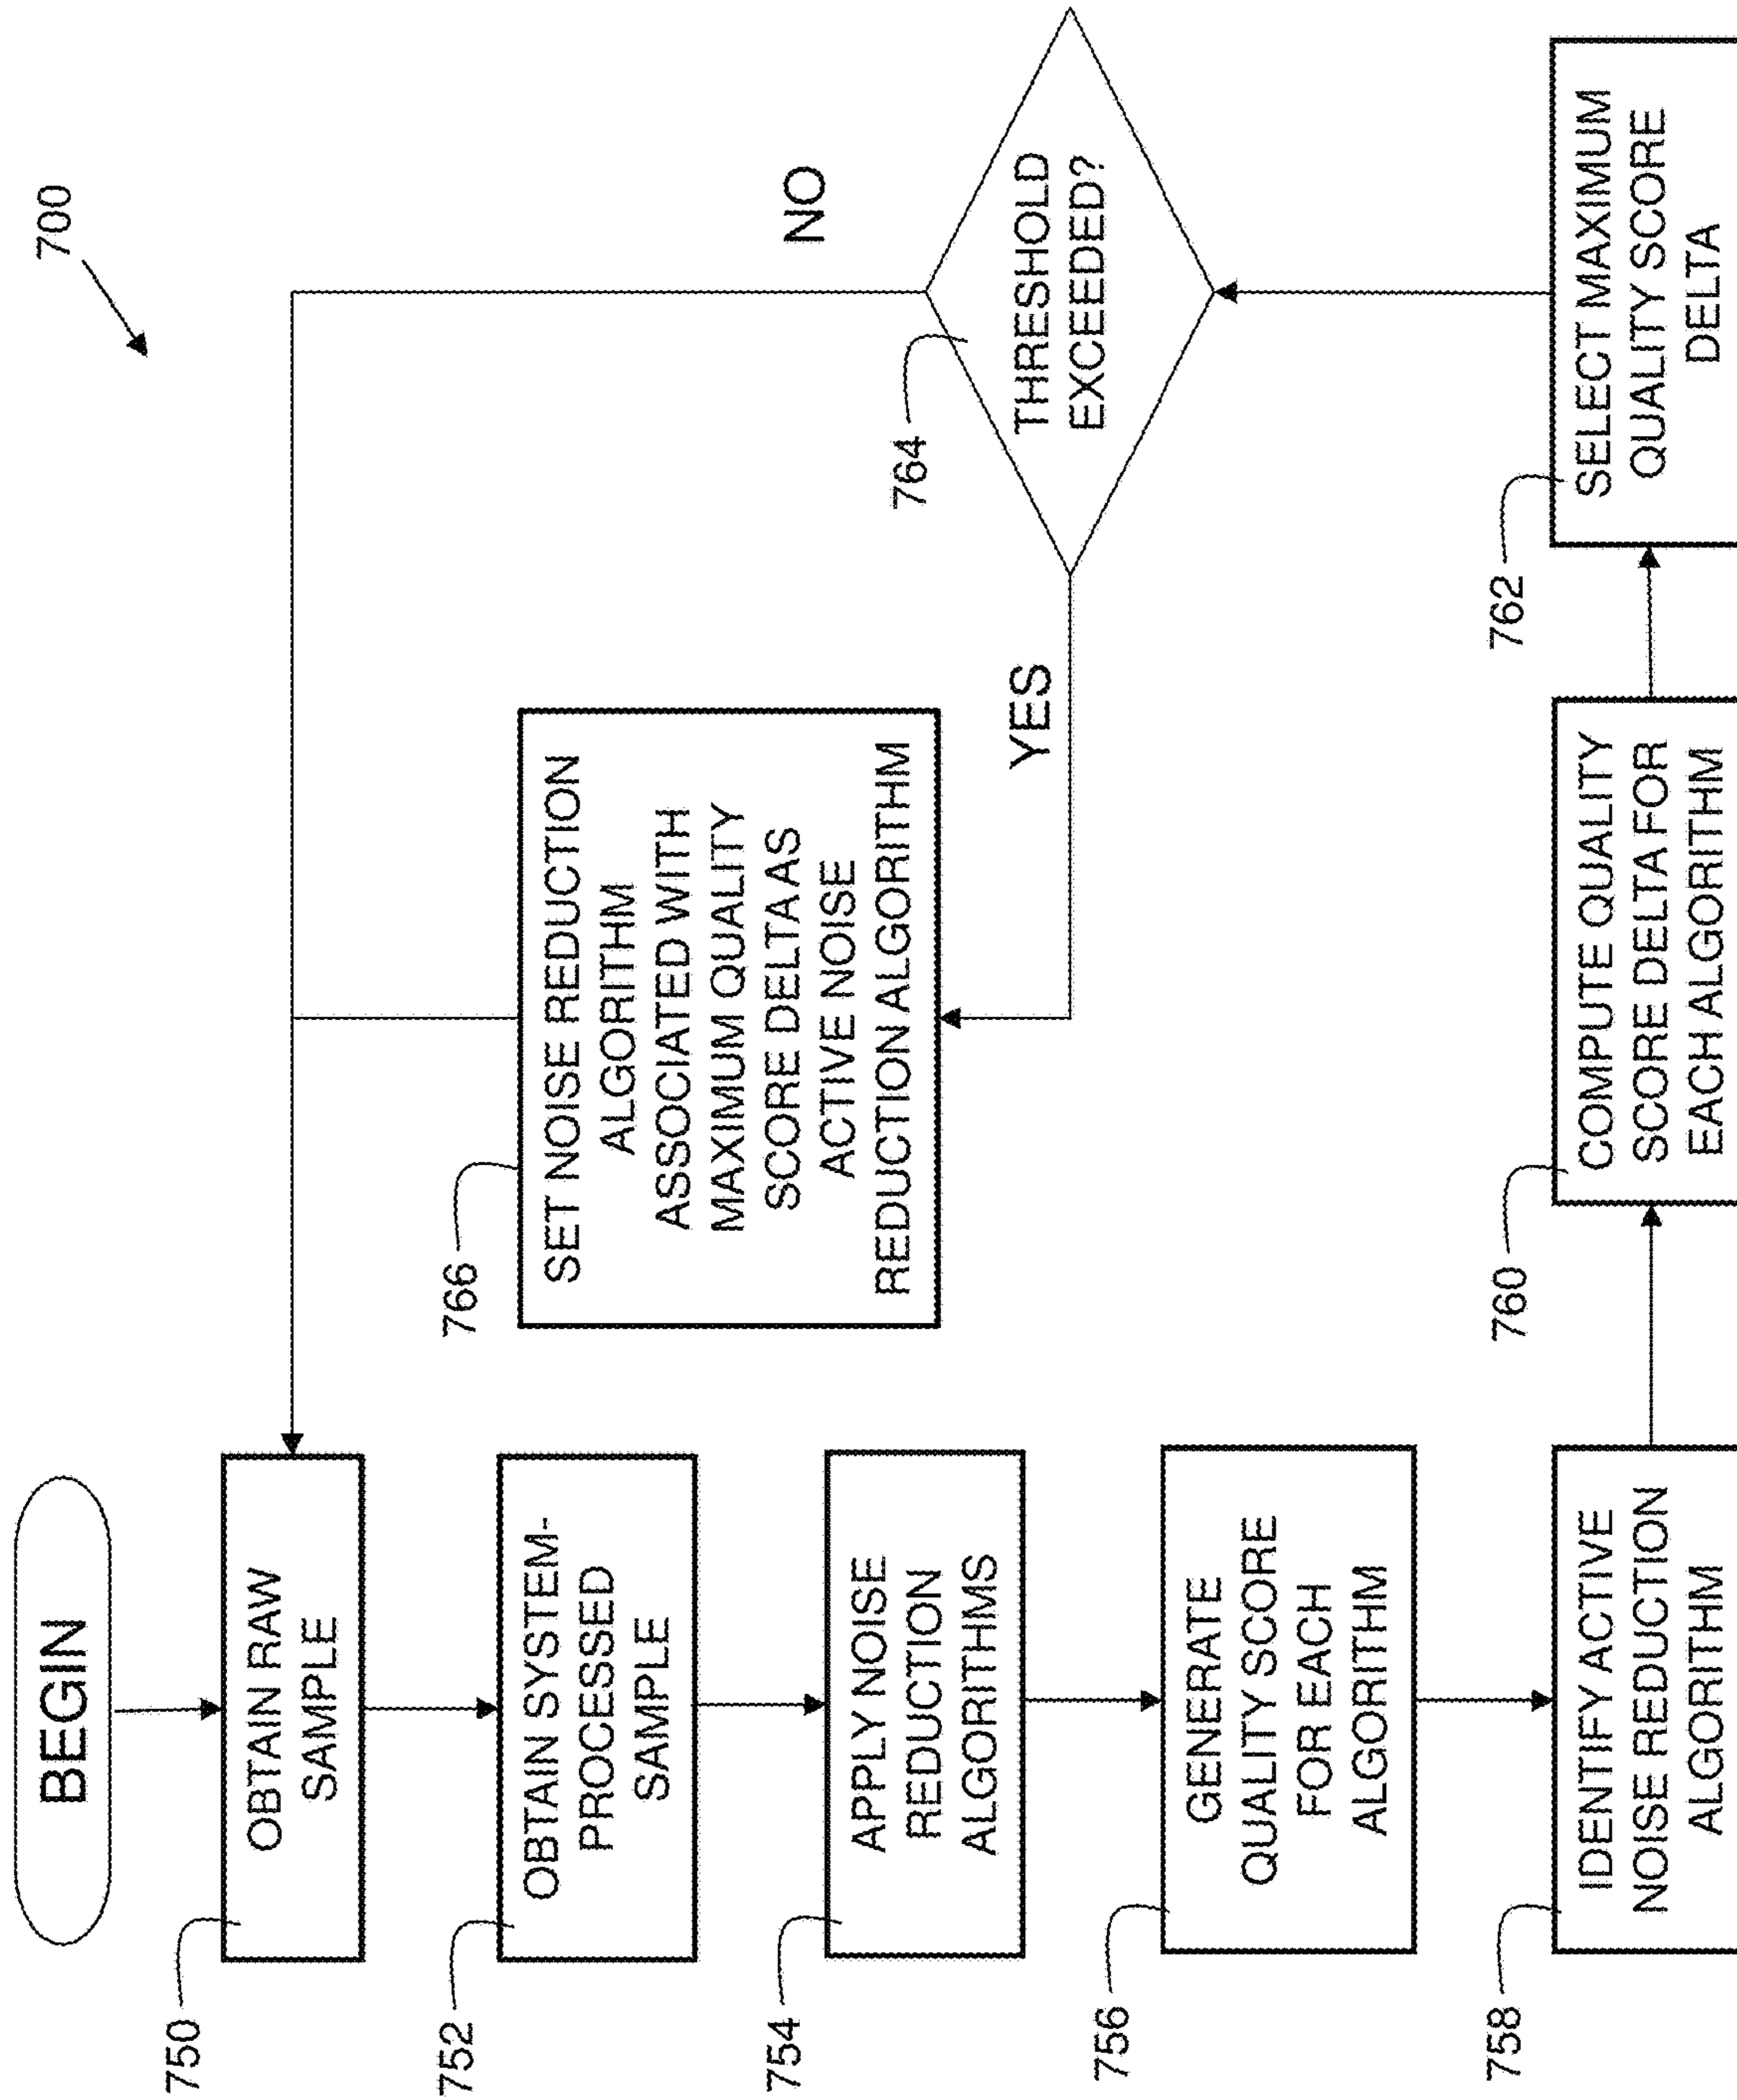 700
BEGIN
750
OBTAIN RAW
SAMPLE
752
OBTAIN SYSTEM-
PROCESSED
SAMPLE
754
APPLY NOISE
REDUCTION
ALGORITHMS
756
GENERATE
QUALITY SCORE
FOR EACH
ALGORITHM
758
IDENTIFY ACTIVE
NOISE REDUCTION
ALGORITHM
760
COMPUTE QUALITY
SCORE DELTA FOR
EACH ALGORITHM
762
SELECT MAXIMUM
QUALITY SCORE
DELTA
764
THRESHOLD
EXCEEDED?
NO
YES
766
SET NOISE REDUCTION
ALGORITHM
ASSOCIATED WITH
MAXIMUM QUALITY
SCORE DELTA AS
ACTIVE NOISE
REDUCTION ALGORITHM